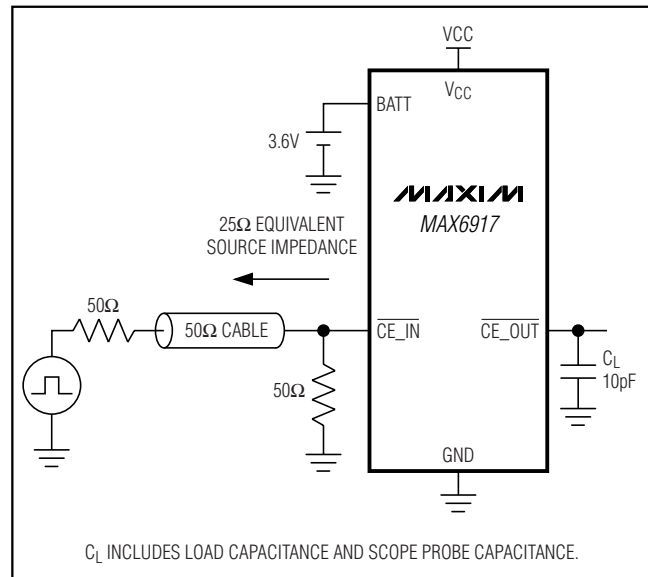 VCC
VCC
BATT
3.6V
MAXIM
MAX6917
25Ω EQUIVALENT
SOURCE IMPEDANCE
50Ω
50Ω CABLE
CE_IN
CE_OUT
50Ω
CL
10pF
GND
CL INCLUDES LOAD CAPACITANCE AND SCOPE PROBE CAPACITANCE.